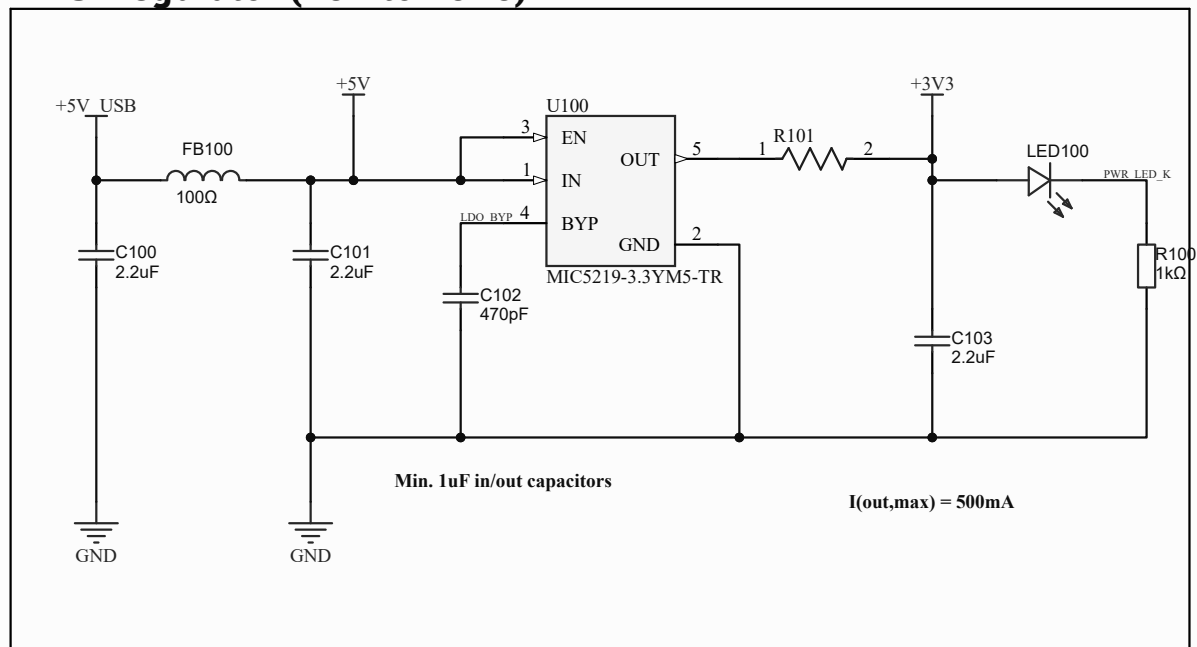 +5V_USB
FB100
100Ω
C100
2.2uF
GND
+5V
C101
2.2uF
GND
U100
3
EN
1
IN
LDO_BYP
4
BYP
OUT
5
GND
2
MIC5219-3.3YM5-TR
C102
470pF
R101
1
2
+3V3
LED100
PWR_LED_K
R100
1kΩ
C103
2.2uF
Min. 1uF in/out capacitors
I(out,max) = 500mA